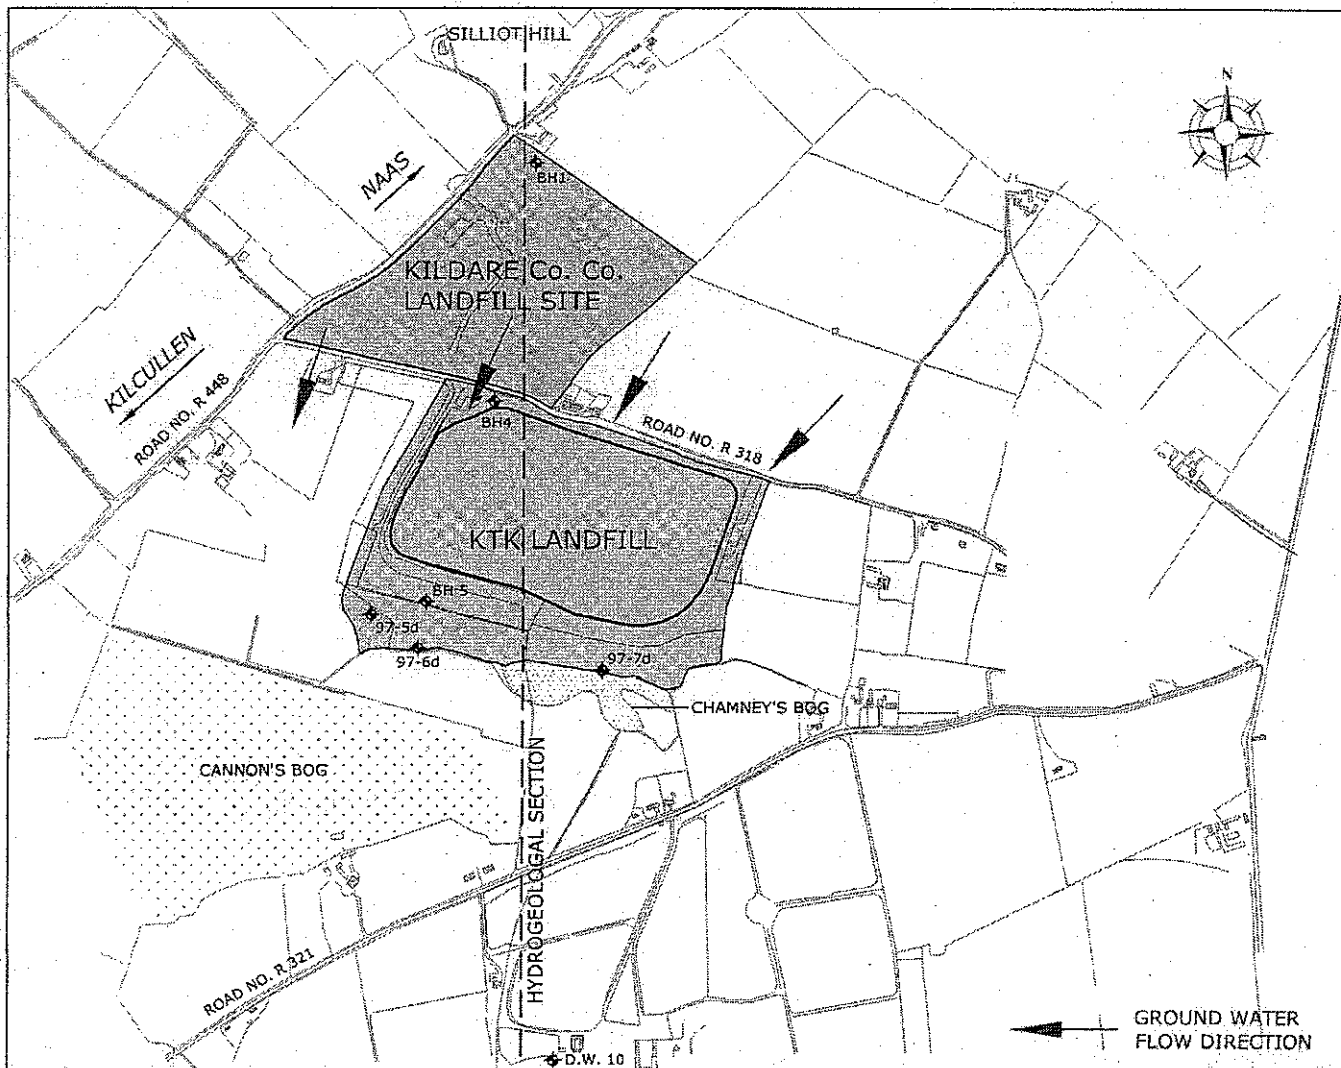 SILLIOT HILL
N
BH1
NAAS
KILDARE Co. Co.
LANDFILL SITE
KILCULLEN
ROAD NO. R 448
BH4
ROAD NO. R 318
KTK LANDFILL
BH-5
97-5d
97-6d
97-7d
CHAMNEY'S BOG
CANNON'S BOG
HYDROGEOLOGAL SECTION
ROAD NO. R 321
GROUND WATER
FLOW DIRECTION
D.W. 10